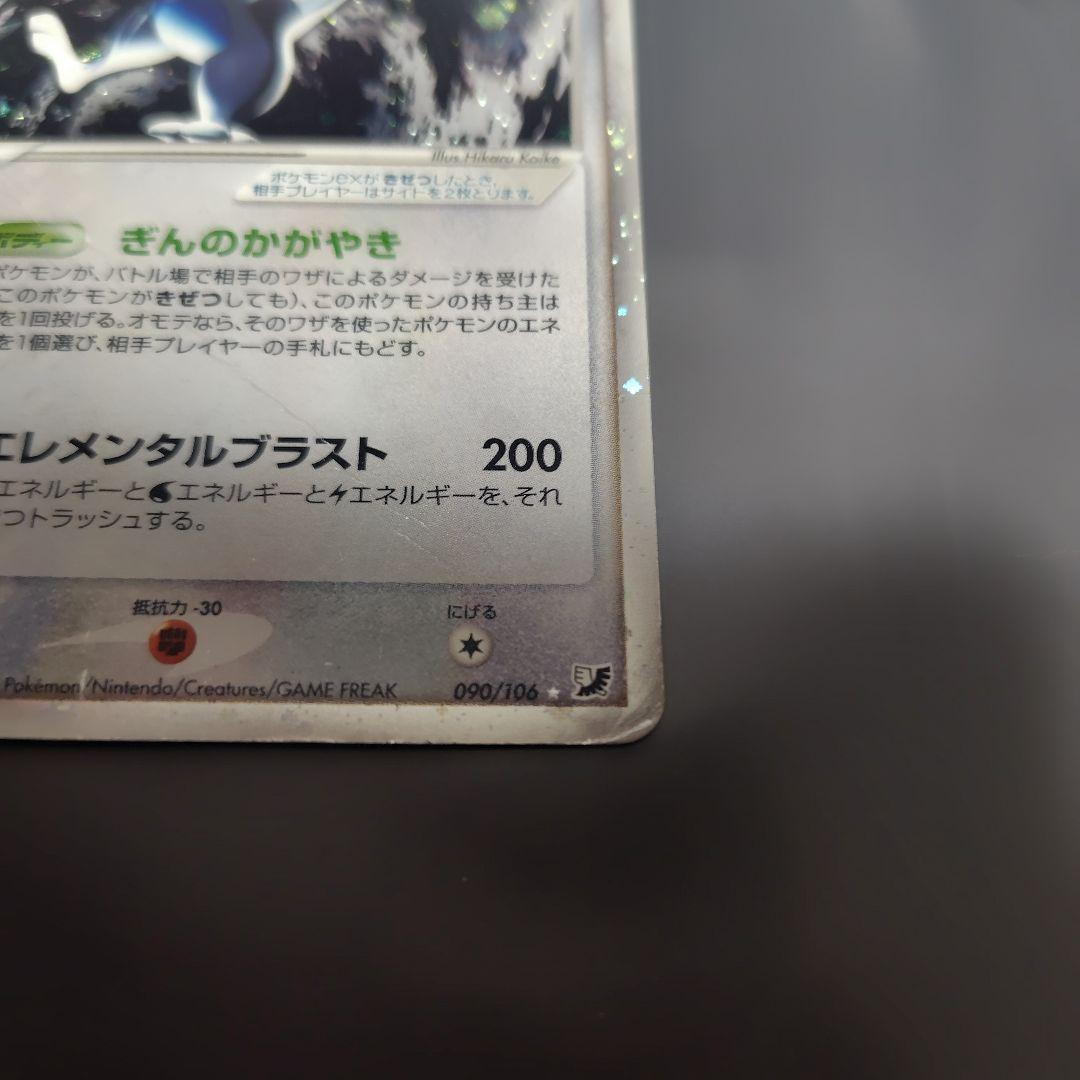 Illus.Hikaru Koike
ポケモンexが きぜつしたとき、
相手プレイヤーはサイドを2枚とります。
ボディー ぎんのかがやき
ポケモンが、バトル場で相手のワザによるダメージを受けた
このポケモンがきぜつしても)、このポケモンの持ち主は
を1回投げる。オモテなら、そのワザを使ったポケモンのエネ
を1個選び、相手プレイヤーの手札にもどす。
エレメンタルブラスト 200
エネルギーとエネルギーとエネルギーを、それ
つトラッシュする。
抵抗力 -30 にげる
Pokémon/Nintendo/Creatures/GAME FREAK 090/106 ★